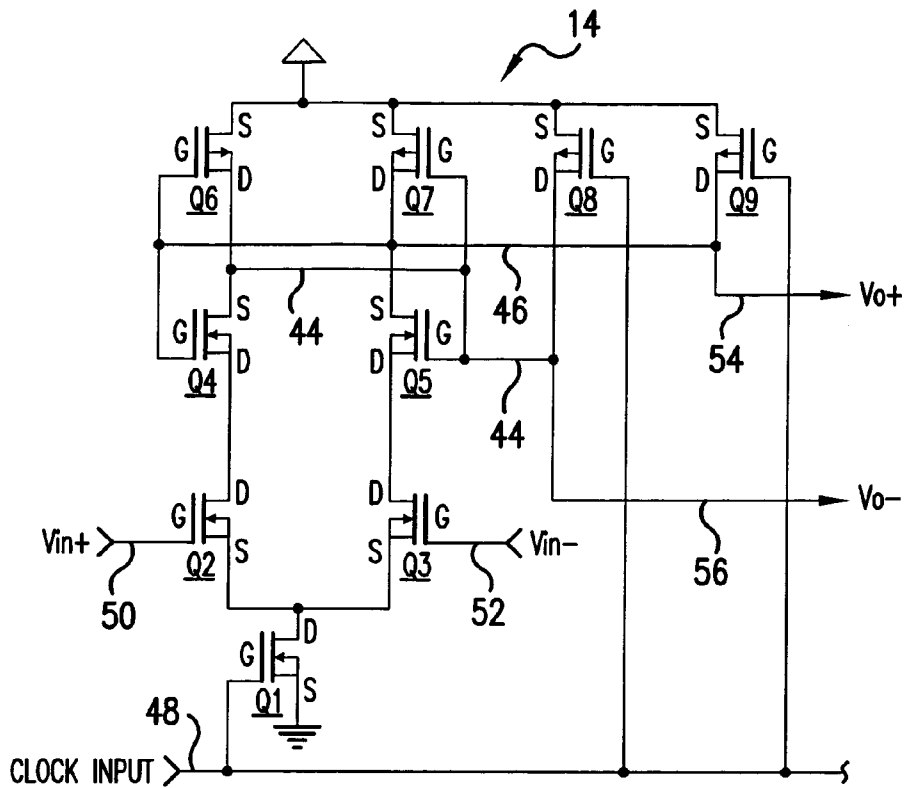 14
S S S S
G G G G
D D D D
Q6 Q7 Q8 Q9
44 46 54 Vo+
S S
G G
D D
Q4 Q5
44
D D
G G
Vin+ Vin- Vo-
S S
Q2 Q3
50 52 56
D
G
Q1 S
48
CLOCK INPUT